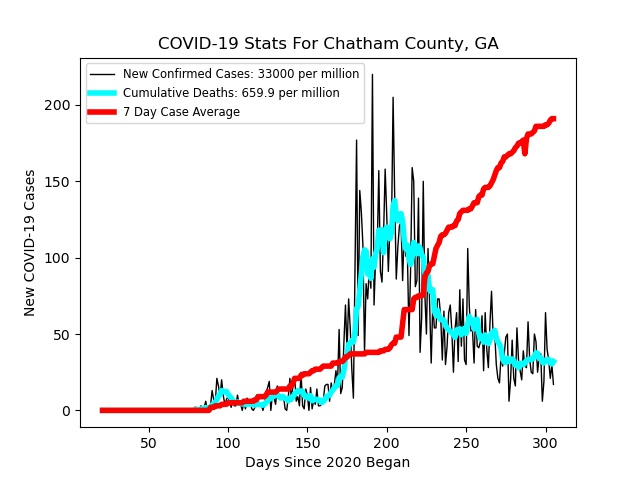 COVID-19 Stats For Chatham County, GA
New Confirmed Cases: 33000 per million
Cumulative Deaths: 659.9 per million
7 Day Case Average
New COVID-19 Cases
200
150
100
50
0
50 100 150 200 250 300
Days Since 2020 Began